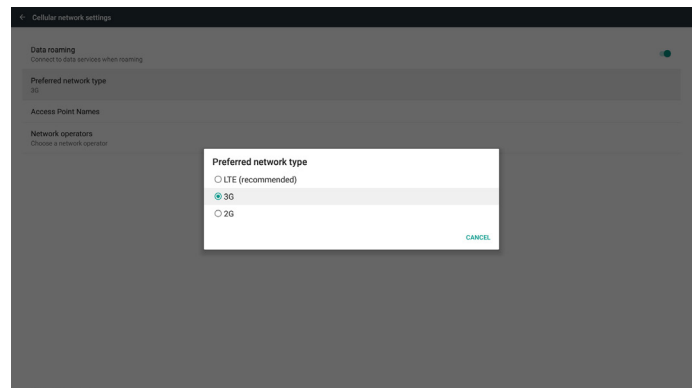 Cellular network settings
Data roaming
Connect to data services when roaming
Preferred network type
3G
Access Point Names
Network operators
Choose a network operator
Preferred network type
LTE (recommended)
3G
2G
CANCEL